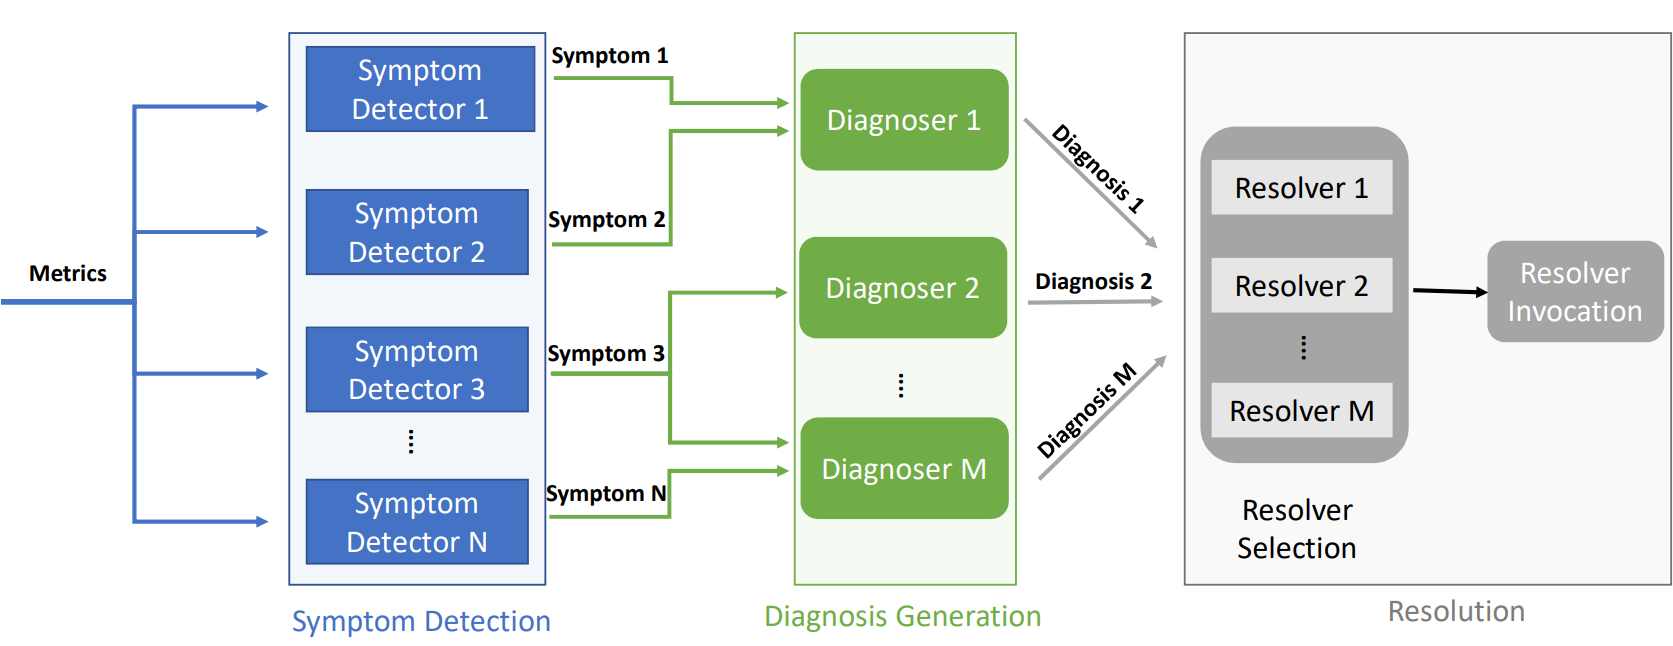 Metrics
Symptom
Detector 1
Symptom
Detector 2
Symptom
Detector 3
Symptom
Detector N
Symptom Detection
Symptom 1
Symptom 2
Symptom 3
Symptom N
Diagnoser 1
Diagnoser 2
Diagnoser M
Diagnosis Generation
Diagnosis 1
Diagnosis 2
Diagnosis M
Resolver 1
Resolver 2
Resolver M
Resolver
Selection
Resolver
Invocation
Resolution